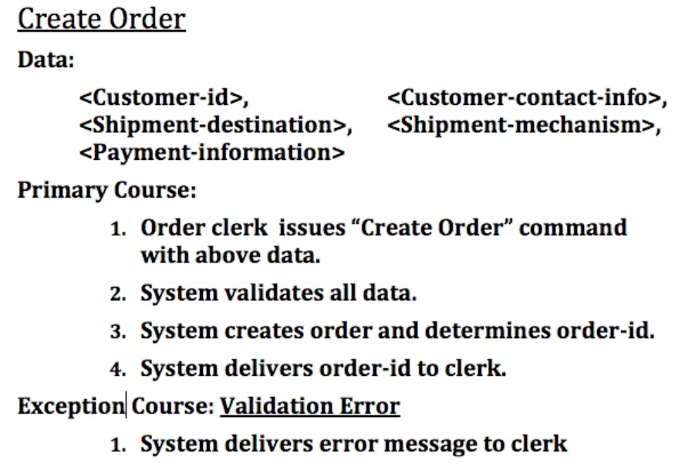 Create Order
Data:
<Customer-id>, <Customer-contact-info>,
<Shipment-destination>, <Shipment-mechanism>,
<Payment-information>
Primary Course:
1. Order clerk issues “Create Order” command
with above data.
2. System validates all data.
3. System creates order and determines order-id.
4. System delivers order-id to clerk.
Exception Course: Validation Error
1. System delivers error message to clerk